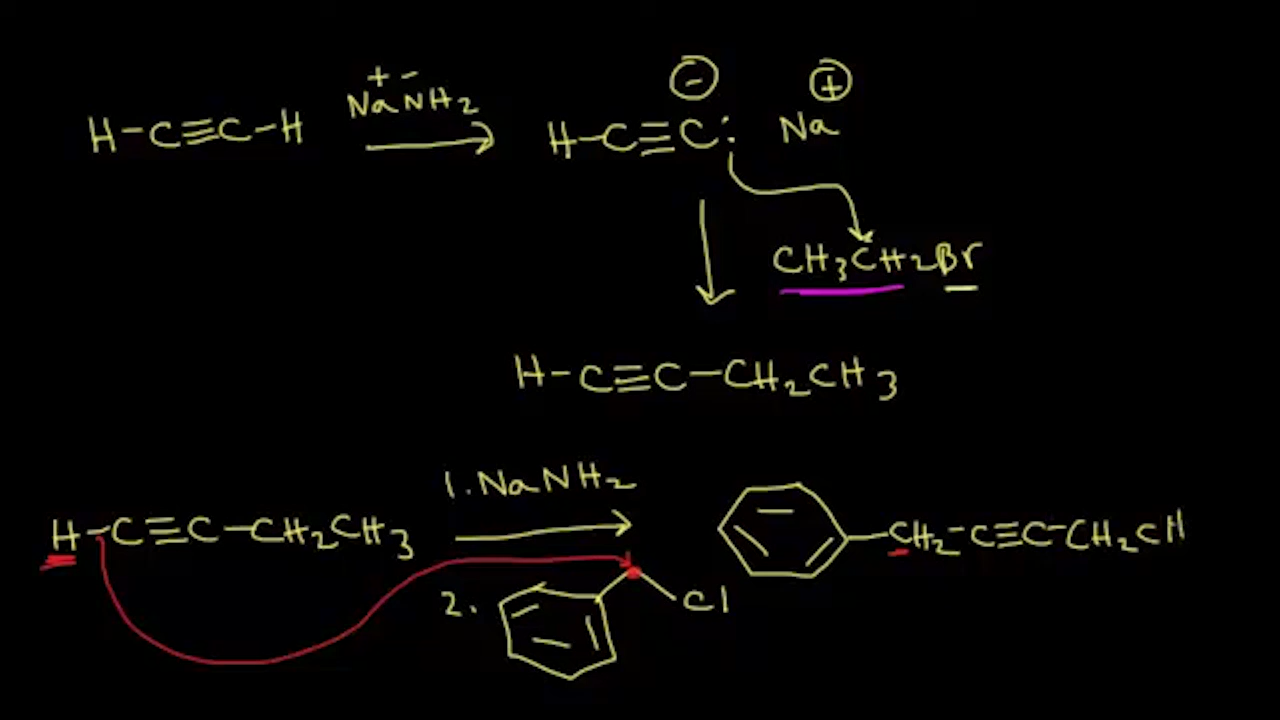 + -
NaNH2
H-C≡C-H
- +
H-C≡C: Na
CH3CH2Br
H-C≡C-CH2CH3
1. NaNH2
H-C≡C-CH2CH3
CH2-C≡C-CH2CH
2. Cl